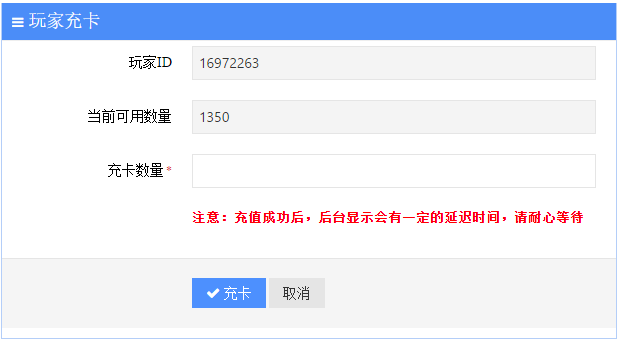 玩家充卡
玩家ID 16972263
当前可用数量 1350
充卡数量 *
注意：充值成功后，后台显示会有一定的延迟时间，请耐心等待
充卡 取消